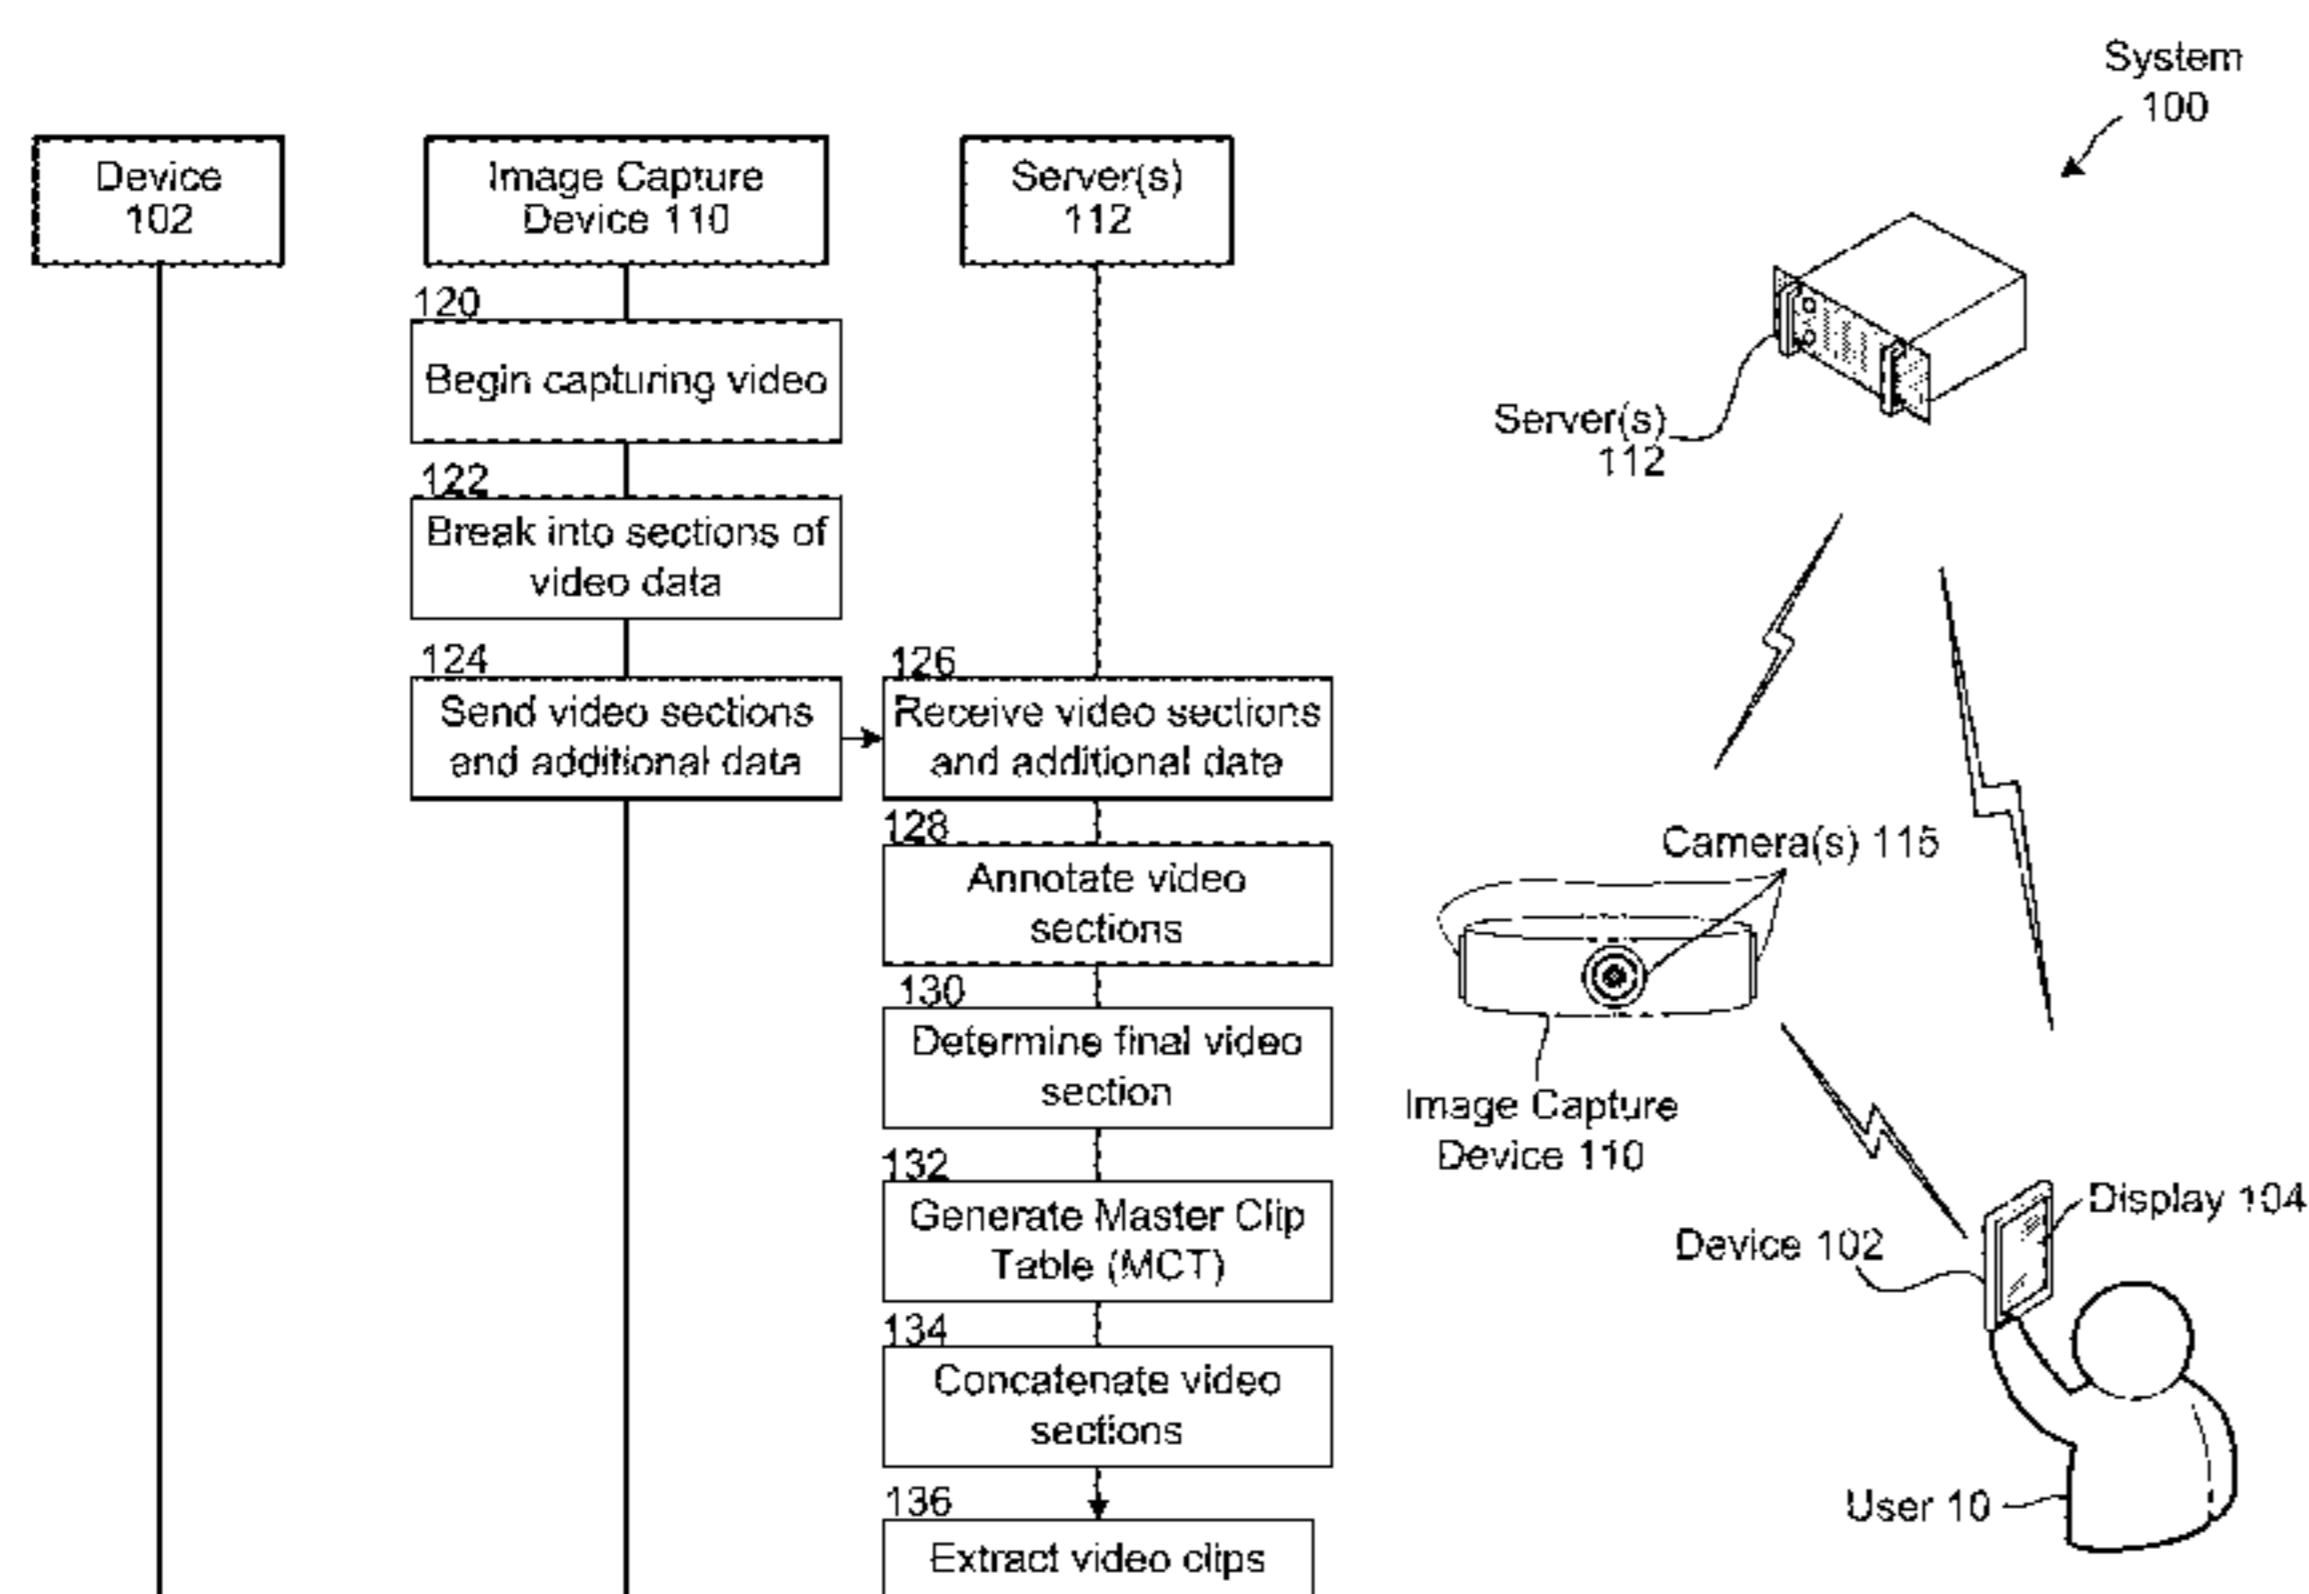 System
100
Device
102
Image Capture
Device 110
Server(s)
112
120
Begin capturing video
122
Break into sections of
video data
124
Send video sections
and additional data
126
Receive video sections
and additional data
128
Annotate video
sections
130
Determine final video
section
132
Generate Master Clip
Table (MCT)
134
Concatenate video
sections
136
Extract video clips
Server(s)
112
Camera(s) 115
Image Capture
Device 110
Device 102
Display 104
User 10